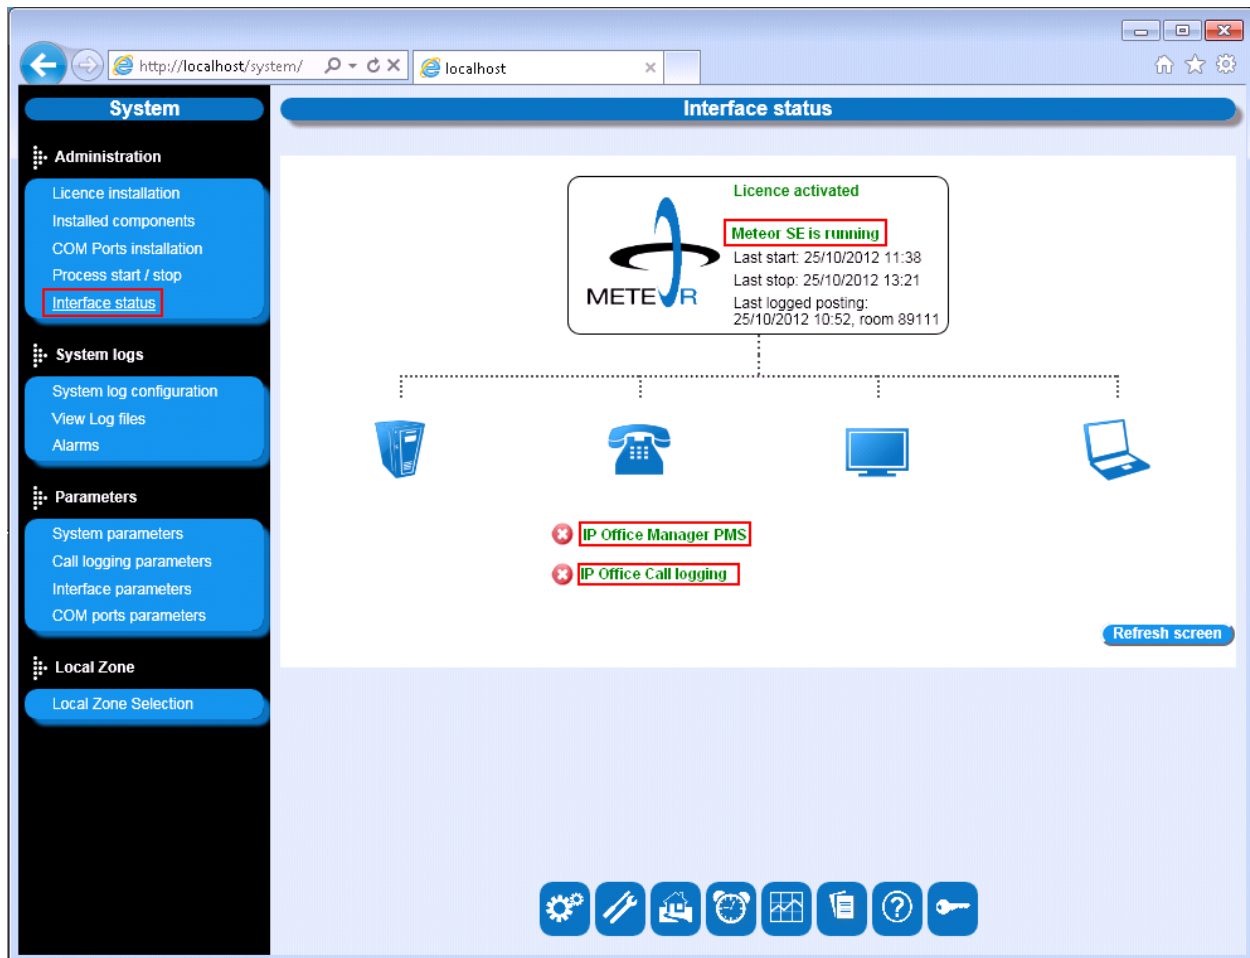 http://localhost/system/
localhost
System
Interface status
Administration
Licence installation
Installed components
COM Ports installation
Process start / stop
Interface status
System logs
System log configuration
View Log files
Alarms
Parameters
System parameters
Call logging parameters
Interface parameters
COM ports parameters
Local Zone
Local Zone Selection
METEOR
Licence activated
Meteor SE is running
Last start: 25/10/2012 11:38
Last stop: 25/10/2012 13:21
Last logged posting:
25/10/2012 10:52, room 89111
IP Office Manager PMS
IP Office Call logging
Refresh screen